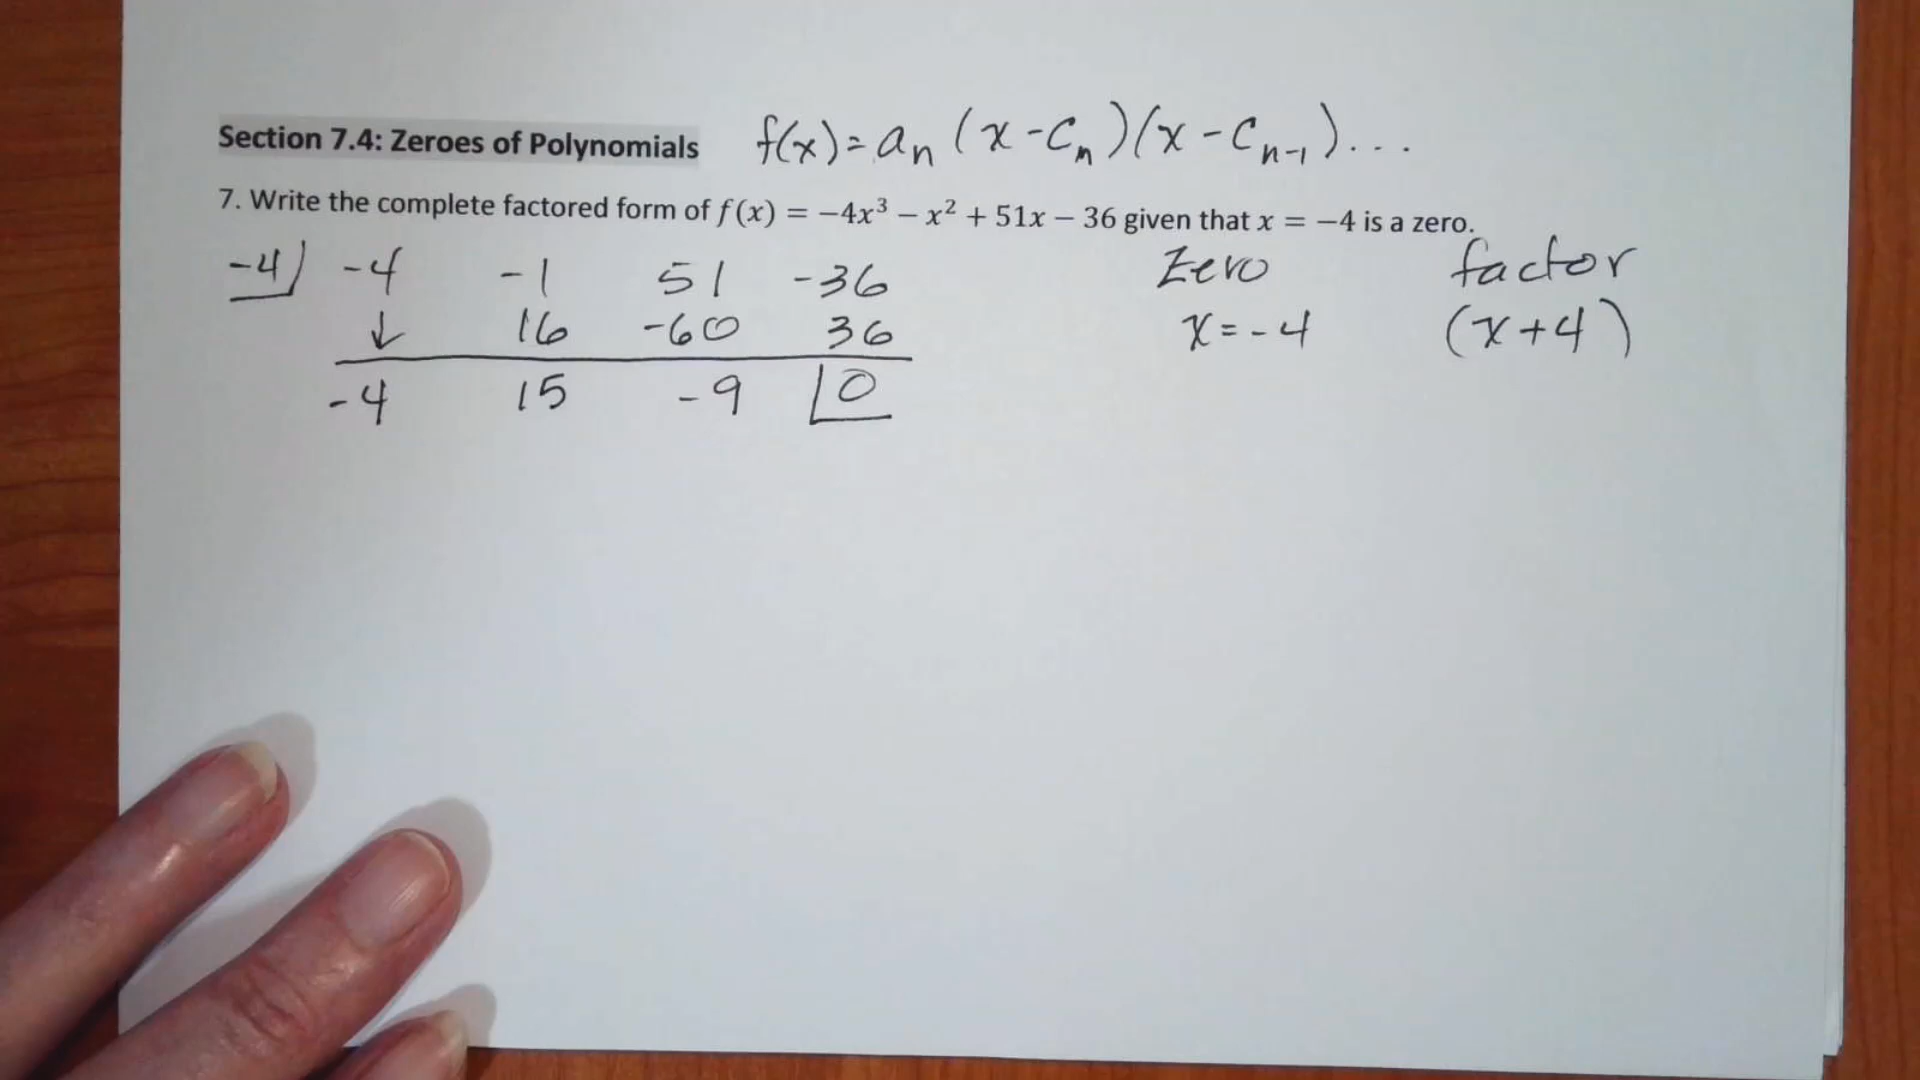 Section 7.4: Zeroes of Polynomials f(x)=aₙ(x-cₙ)(x-cₙ₋₁)...
7. Write the complete factored form of f(x) = −4x³ − x² + 51x − 36 given that x = −4 is a zero.
-4 -4 -1 51 -36 Zero factor
↓ 16 -60 36 x=-4 (x+4)
-4 15 -9 0